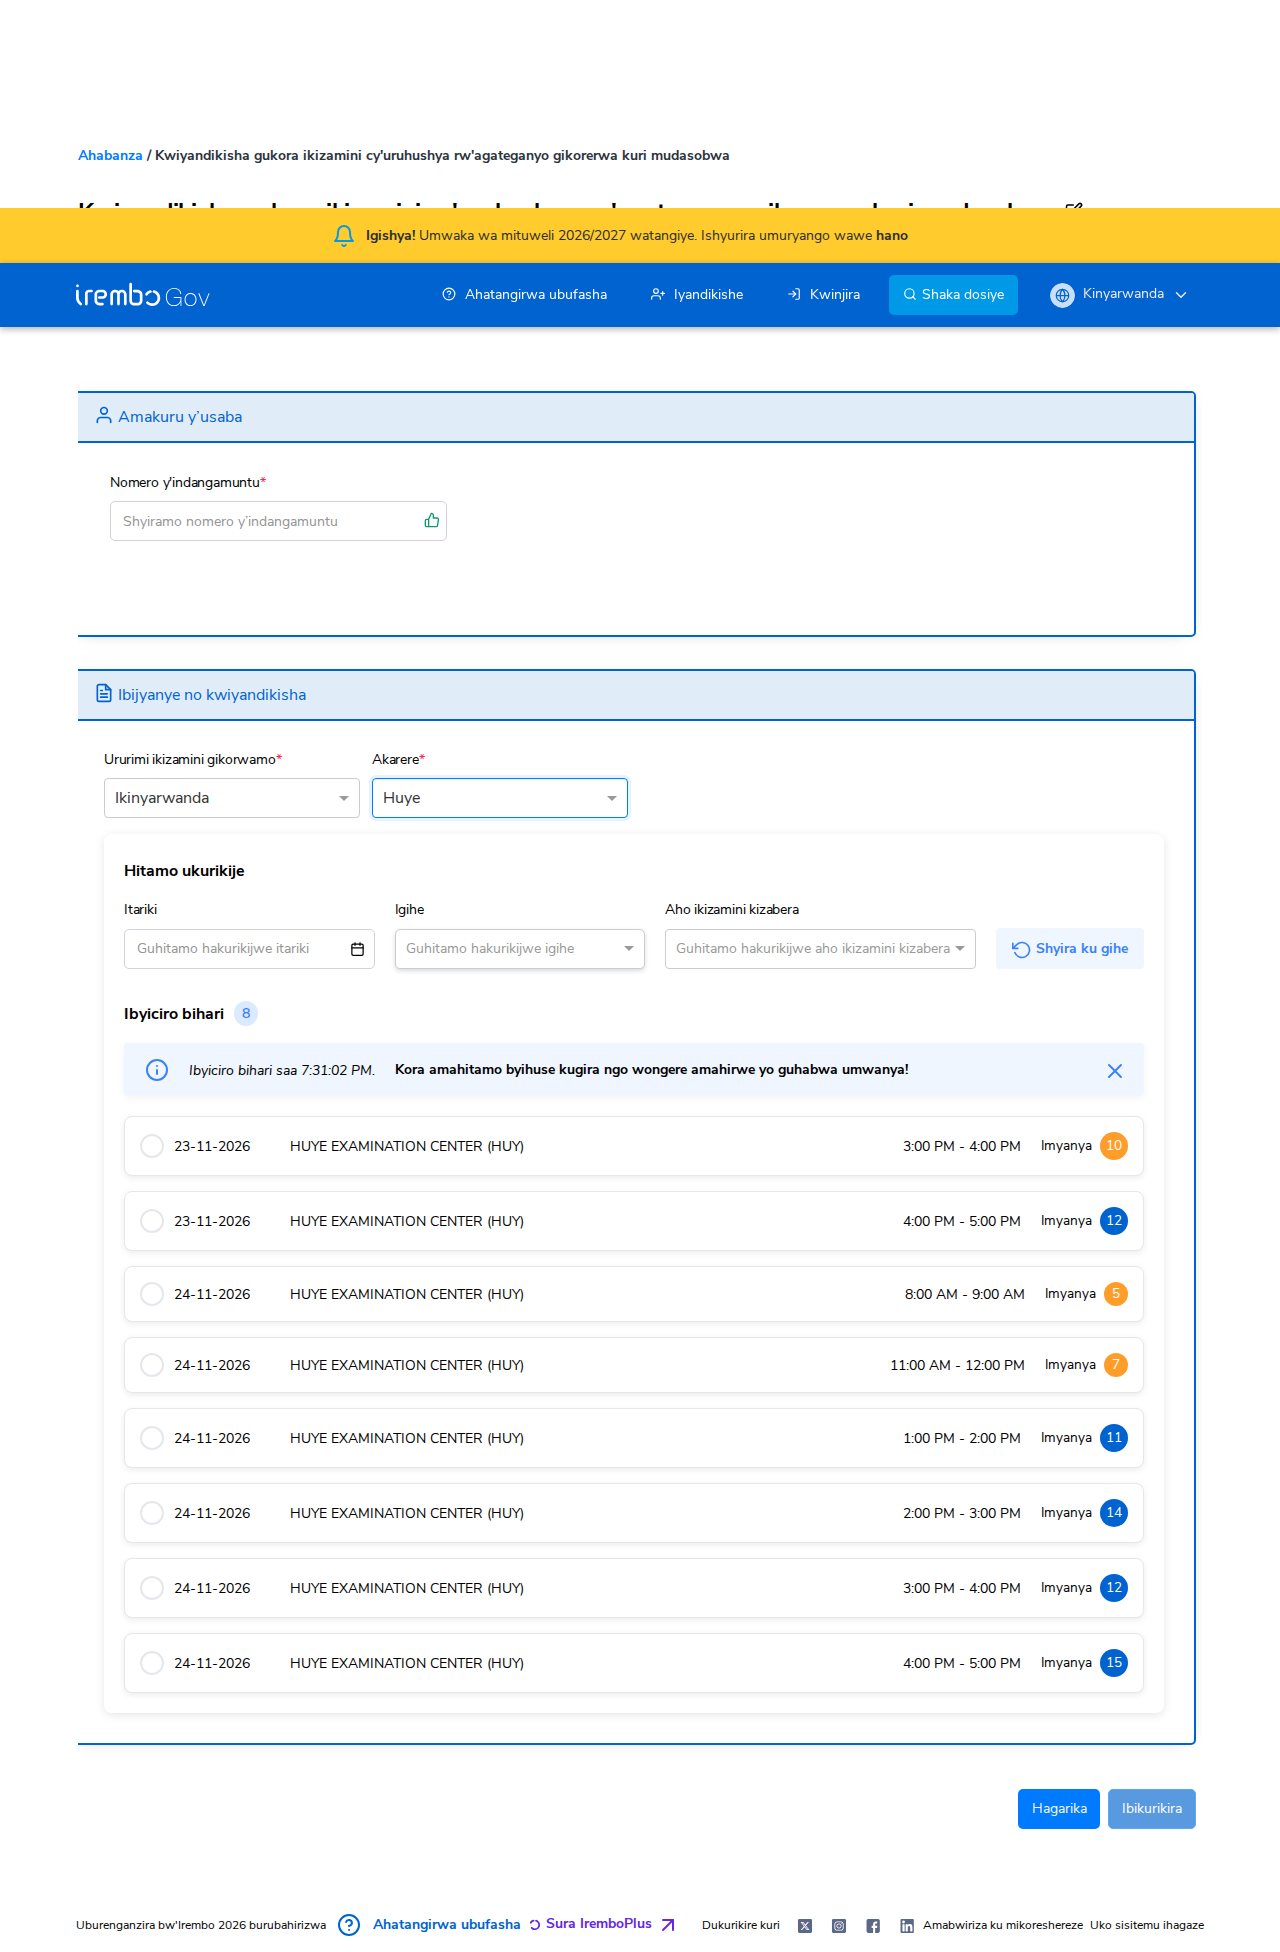 Ahabanza / Kwiyandikisha gukora ikizamini cy'uruhushya rw'agateganyo gikorerwa kuri mudasobwa
Igishya! Umwaka wa mituweli 2026/2027 watangiye. Ishyurira umuryango wawe hano
irembo Gov
Ahatangirwa ubufasha
Iyandikishe
Kwinjira
Shaka dosiye
Kinyarwanda
Amakuru y’usaba
Nomero y'indangamuntu*
Shyiramo nomero y’indangamuntu
Ibijyanye no kwiyandikisha
Ururimi ikizamini gikorwamo* Akarere*
Ikinyarwanda Huye
Hitamo ukurikije
Itariki Igihe Aho ikizamini kizabera
Guhitamo hakurikijwe itariki Guhitamo hakurikijwe igihe Guhitamo hakurikijwe aho ikizamini kizabera Shyira ku gihe
Ibyiciro bihari 8
Ibyiciro bihari saa 7:31:02 PM. Kora amahitamo byihuse kugira ngo wongere amahirwe yo guhabwa umwanya!
23-11-2026 HUYE EXAMINATION CENTER (HUY) 3:00 PM - 4:00 PM Imyanya 10
23-11-2026 HUYE EXAMINATION CENTER (HUY) 4:00 PM - 5:00 PM Imyanya 12
24-11-2026 HUYE EXAMINATION CENTER (HUY) 8:00 AM - 9:00 AM Imyanya 5
24-11-2026 HUYE EXAMINATION CENTER (HUY) 11:00 AM - 12:00 PM Imyanya 7
24-11-2026 HUYE EXAMINATION CENTER (HUY) 1:00 PM - 2:00 PM Imyanya 11
24-11-2026 HUYE EXAMINATION CENTER (HUY) 2:00 PM - 3:00 PM Imyanya 14
24-11-2026 HUYE EXAMINATION CENTER (HUY) 3:00 PM - 4:00 PM Imyanya 12
24-11-2026 HUYE EXAMINATION CENTER (HUY) 4:00 PM - 5:00 PM Imyanya 15
Hagarika Ibikurikira
Uburenganzira bw'Irembo 2026 burubahirizwa Ahatangirwa ubufasha Sura IremboPlus Dukurikire kuri Amabwiriza ku mikoreshereze Uko sisitemu ihagaze